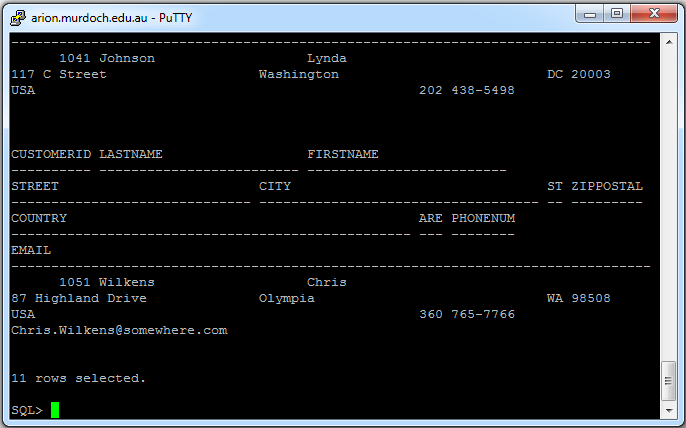 arion.murdoch.edu.au - PuTTY
--------------------------------------------------------------------------------
1041 Johnson Lynda
117 C Street Washington DC 20003
USA 202 438-5498
CUSTOMERID LASTNAME FIRSTNAME
---------- ------------------------- -------------------------
STREET CITY ST ZIPPOSTAL
------------------------------ ----------------------------------- -- ---------
COUNTRY ARE PHONENUM
-------------------------------------------------- --- --------
EMAIL
--------------------------------------------------------------------------------
1051 Wilkens Chris
87 Highland Drive Olympia WA 98508
USA 360 765-7766
Chris.Wilkens@somewhere.com
11 rows selected.
SQL>